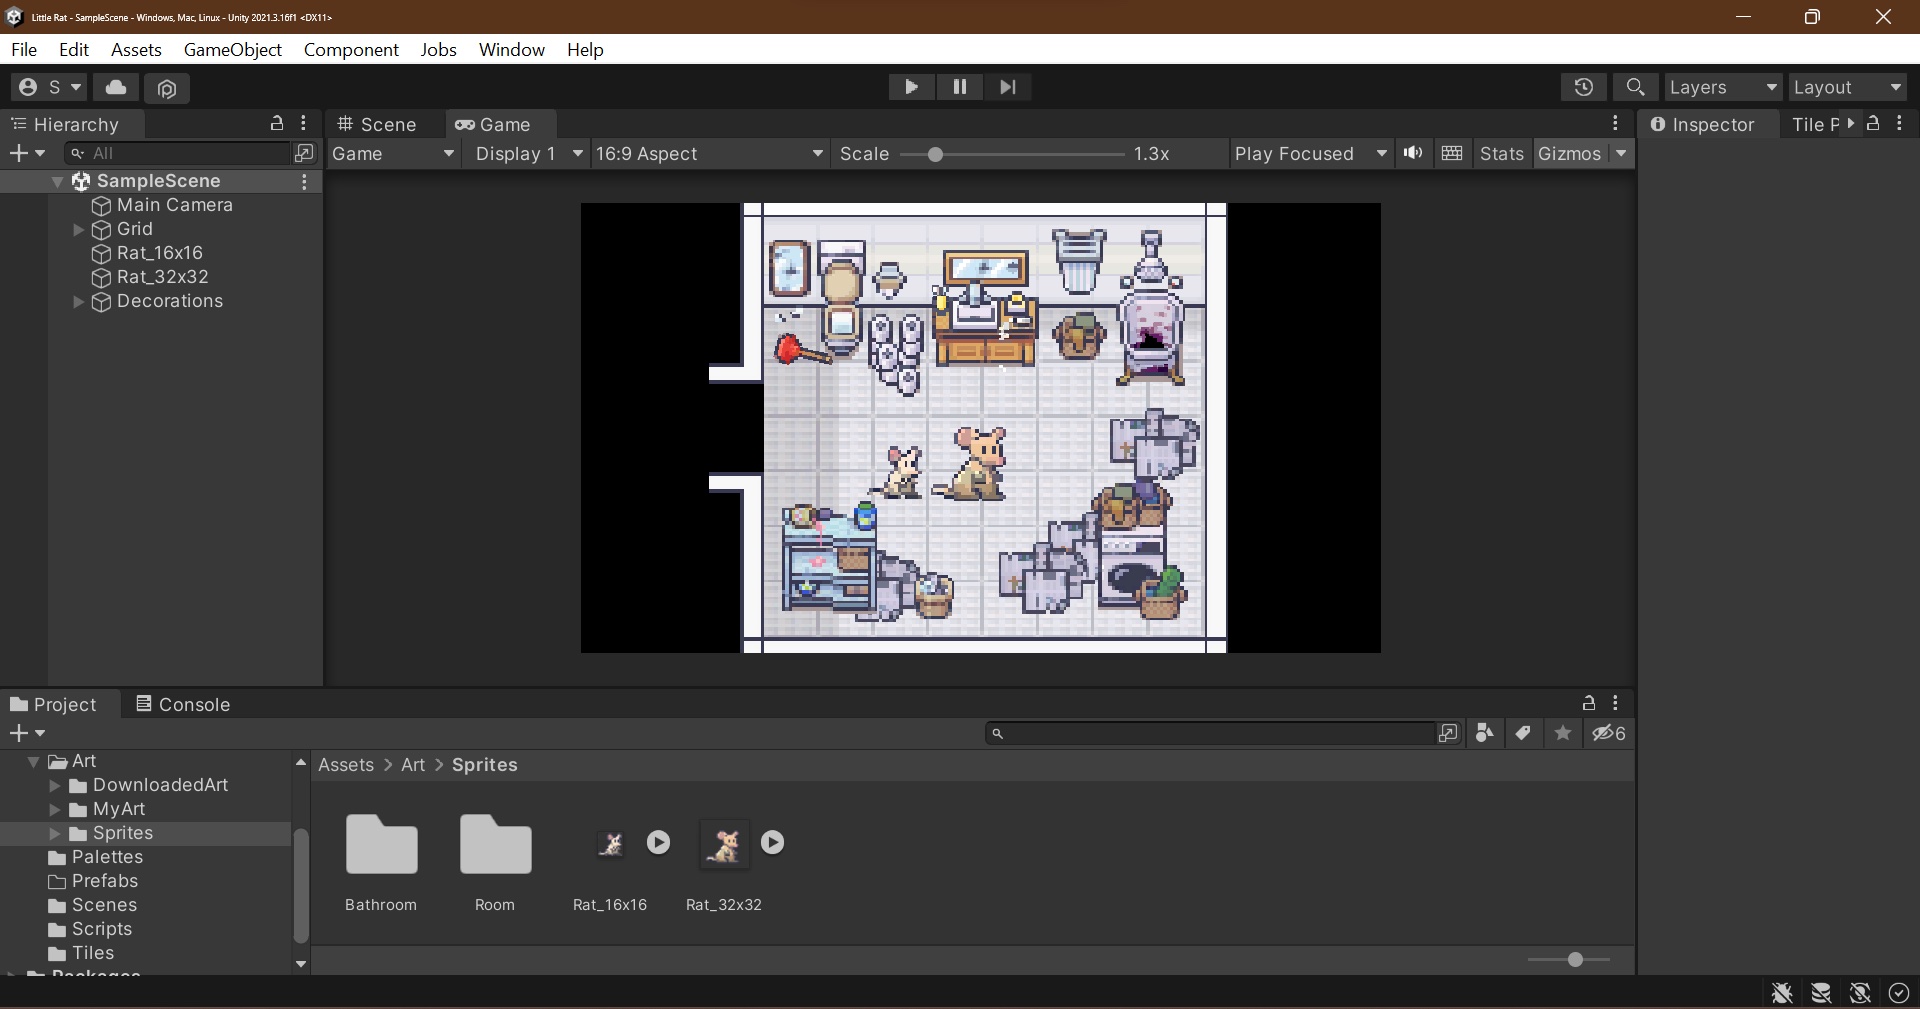 Little Rat - SampleScene - Windows, Mac, Linux - Unity 2021.3.16f1 <DX11>
File Edit Assets GameObject Component Jobs Window Help
S
Layers Layout
Hierarchy
Scene Game
Inspector Tile P
All
Game Display 1 16:9 Aspect Scale 1.3x Play Focused Stats Gizmos
SampleScene
Main Camera
Grid
Rat_16x16
Rat_32x32
Decorations
Project Console
6
Art
DownloadedArt
MyArt
Sprites
Palettes
Prefabs
Scenes
Scripts
Tiles
Packages
Assets > Art > Sprites
Bathroom Room Rat_16x16 Rat_32x32